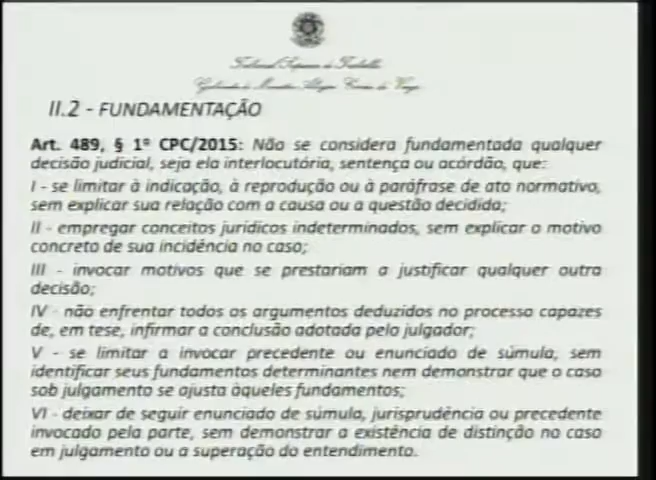 Tribunal Superior do Trabalho
II.2 - FUNDAMENTAÇÃO
Art. 489, § 1º CPC/2015: Não se considera fundamentada qualquer
decisão judicial, seja ela interlocutória, sentença ou acórdão, que:
I - se limitar à indicação, à reprodução ou à paráfrase de ato normativo,
sem explicar sua relação com a causa ou a questão decidida;
II - empregar conceitos jurídicos indeterminados, sem explicar o motivo
concreto de sua incidência no caso;
III - invocar motivos que se prestariam a justificar qualquer outra
decisão;
IV - não enfrentar todos os argumentos deduzidos no processo capazes
de, em tese, infirmar a conclusão adotada pelo julgador;
V - se limitar a invocar precedente ou enunciado de súmula, sem
identificar seus fundamentos determinantes nem demonstrar que o caso
sob julgamento se ajusta àqueles fundamentos;
VI - deixar de seguir enunciado de súmula, jurisprudência ou precedente
invocado pela parte, sem demonstrar a existência de distinção no caso
em julgamento ou a superação do entendimento.